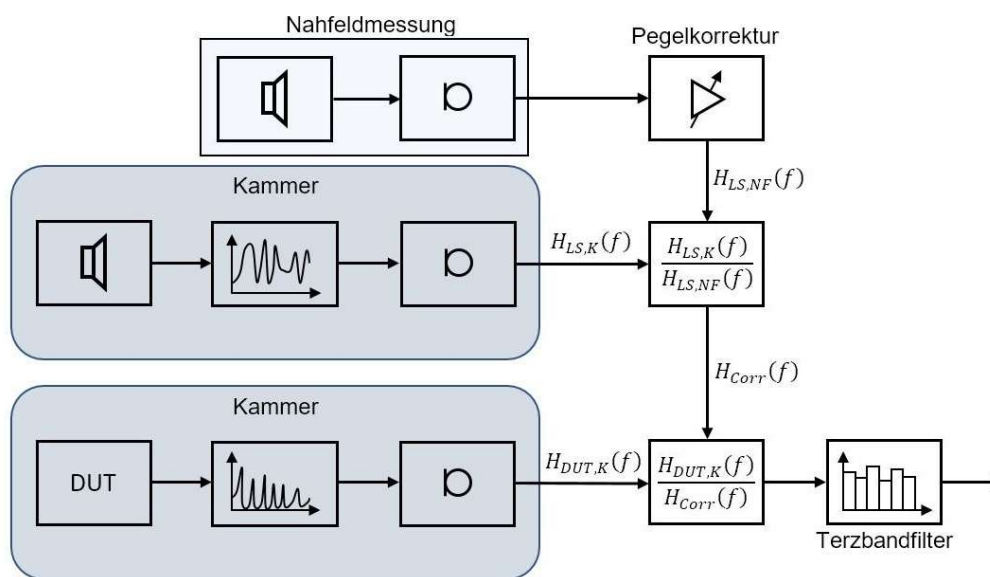 Nahfeldmessung
Pegelkorrektur
H_{LS,NF}(f)
Kammer
H_{LS,K}(f)
H_{LS,K}(f)
H_{LS,NF}(f)
H_{Corr}(f)
Kammer
DUT
H_{DUT,K}(f)
H_{DUT,K}(f)
H_{Corr}(f)
Terzbandfilter